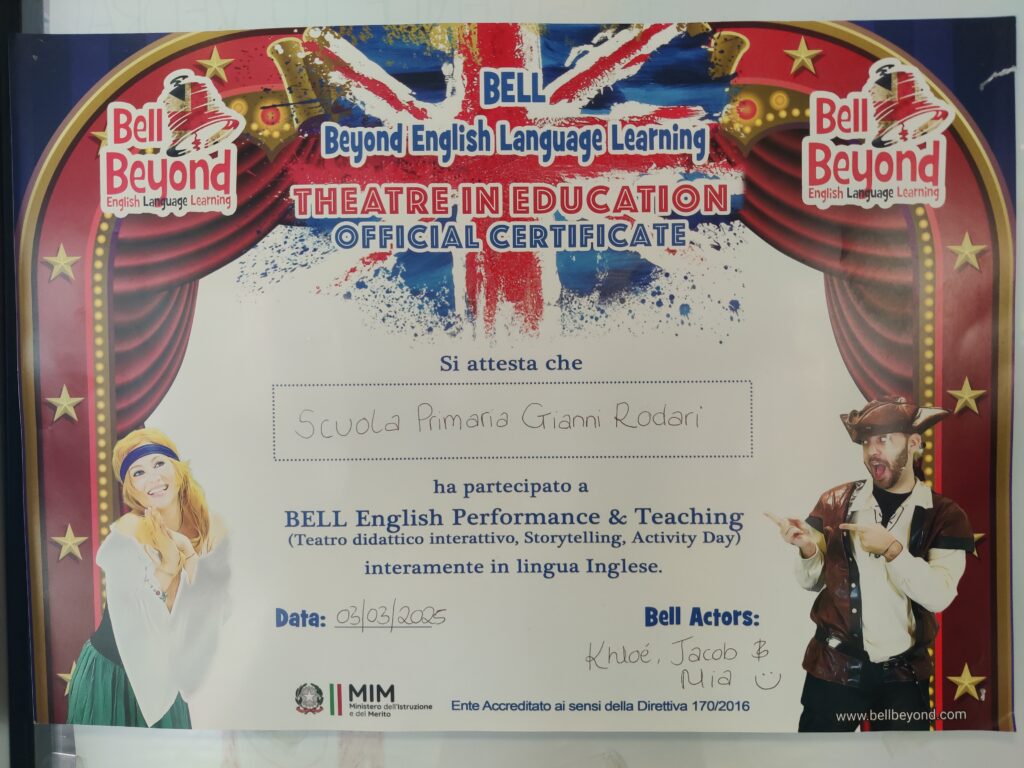 BELL
Beyond English Language Learning
Bell
Beyond
English Language Learning
Bell
Beyond
English Language Learning
THEATRE IN EDUCATION
OFFICIAL CERTIFICATE
Si attesta che
Scuola Primaria Gianni Rodari
ha partecipato a
BELL English Performance & Teaching
(Teatro didattico interattivo, Storytelling, Activity Day)
interamente in lingua Inglese.
Data: 03/03/2025
Bell Actors:
Khloé, Jacob &
Mia
MIM
Ministero dell'Istruzione
e del Merito
Ente Accreditato ai sensi della Direttiva 170/2016
www.bellbeyond.com